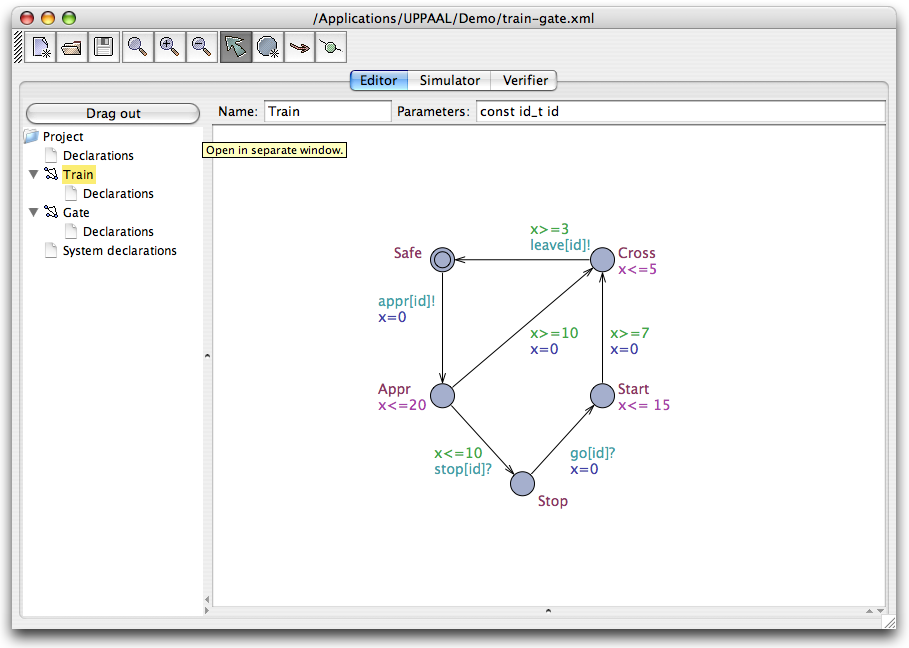 /Applications/UPPAAL/Demo/train-gate.xml
Editor Simulator Verifier
Drag out
Name: Train Parameters: const id_t id
Project
Declarations
Open in separate window.
Train
Declarations
Gate
Declarations
System declarations
x>=3
leave[id]!
Safe
Cross
x<=5
appr[id]!
x=0
x>=10
x=0
x>=7
x=0
Appr
x<=20
Start
x<= 15
x<=10
stop[id]?
go[id]?
x=0
Stop